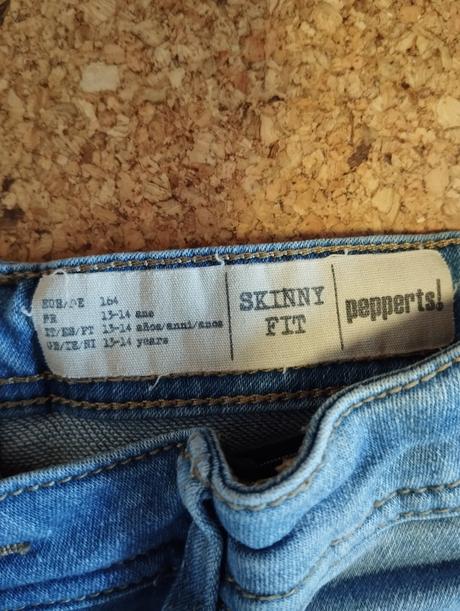 EUR/DE 164
FR 13-14 ans
IT/ES/PT 13-14 años/anni/anos
GB/IE/NI 13-14 years
SKINNY
FIT
pepperts!